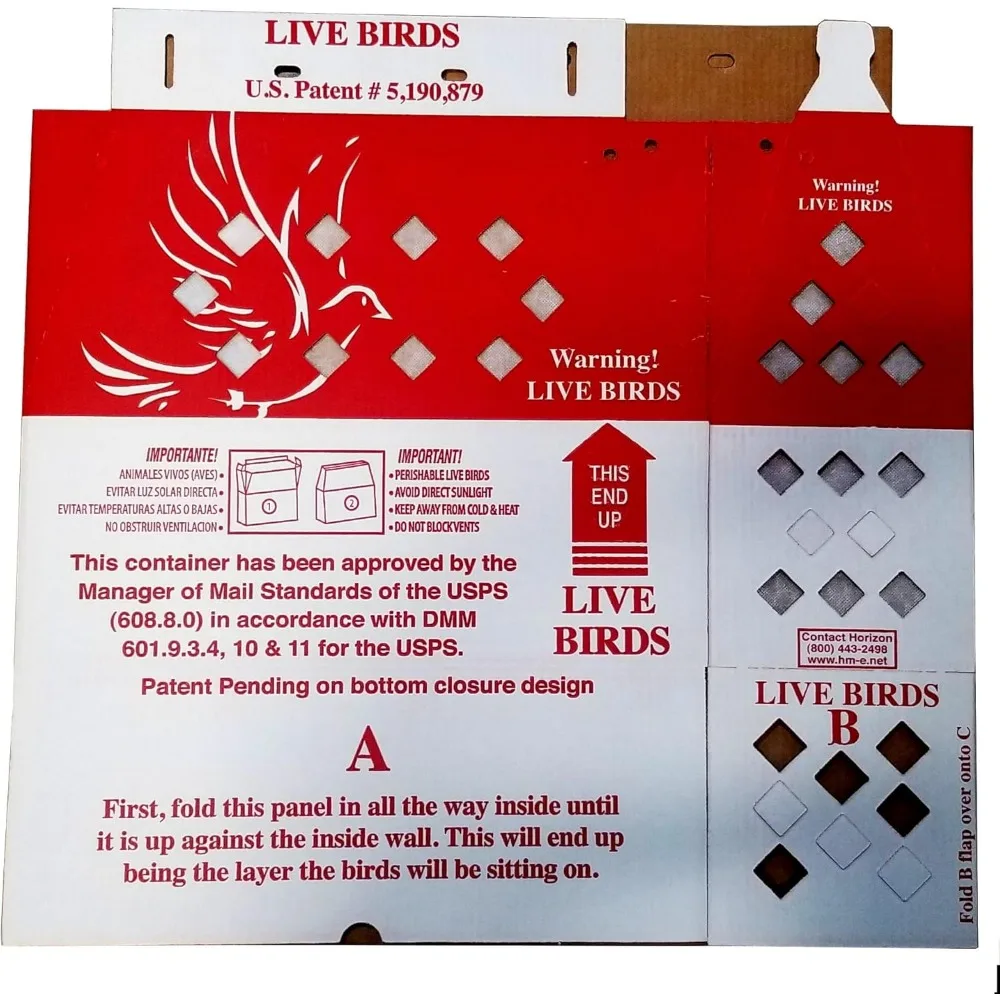 LIVE BIRDS
U.S. Patent # 5,190,879
Warning!
LIVE BIRDS
Warning!
LIVE BIRDS
IMPORTANTE!
ANIMALES VIVOS (AVES) •
EVITAR LUZ SOLAR DIRECTA •
EVITAR TEMPERATURAS ALTAS O BAJAS •
NO OBSTRUIR VENTILACION •
1
2
IMPORTANT!
• PERISHABLE LIVE BIRDS
• AVOID DIRECT SUNLIGHT
• KEEP AWAY FROM COLD & HEAT
• DO NOT BLOCK VENTS
THIS
END
UP
LIVE
BIRDS
This container has been approved by the
Manager of Mail Standards of the USPS
(608.8.0) in accordance with DMM
601.9.3.4, 10 & 11 for the USPS.
Patent Pending on bottom closure design
A
First, fold this panel in all the way inside until
it is up against the inside wall. This will end up
being the layer the birds will be sitting on.
Contact Horizon
(800) 443-2498
www.hm-e.net
LIVE BIRDS
B
Fold B flap over onto C